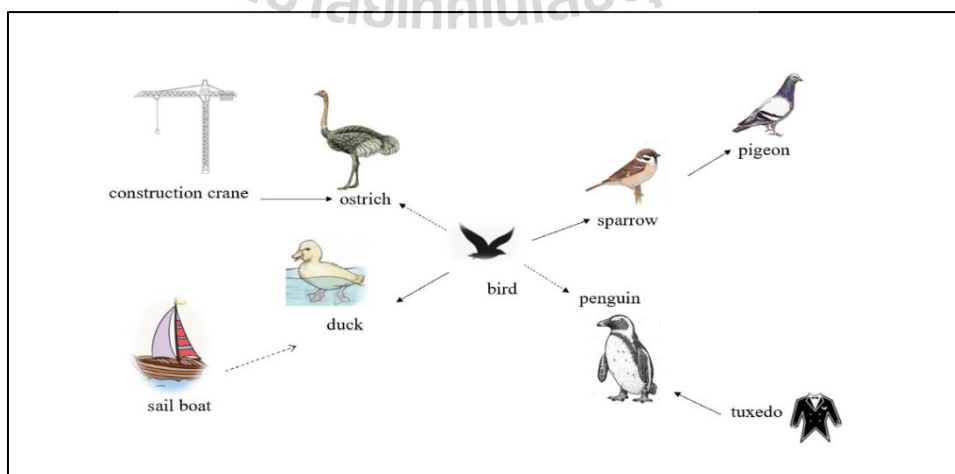 construction crane
ostrich
pigeon
sparrow
bird
penguin
duck
sail boat
tuxedo